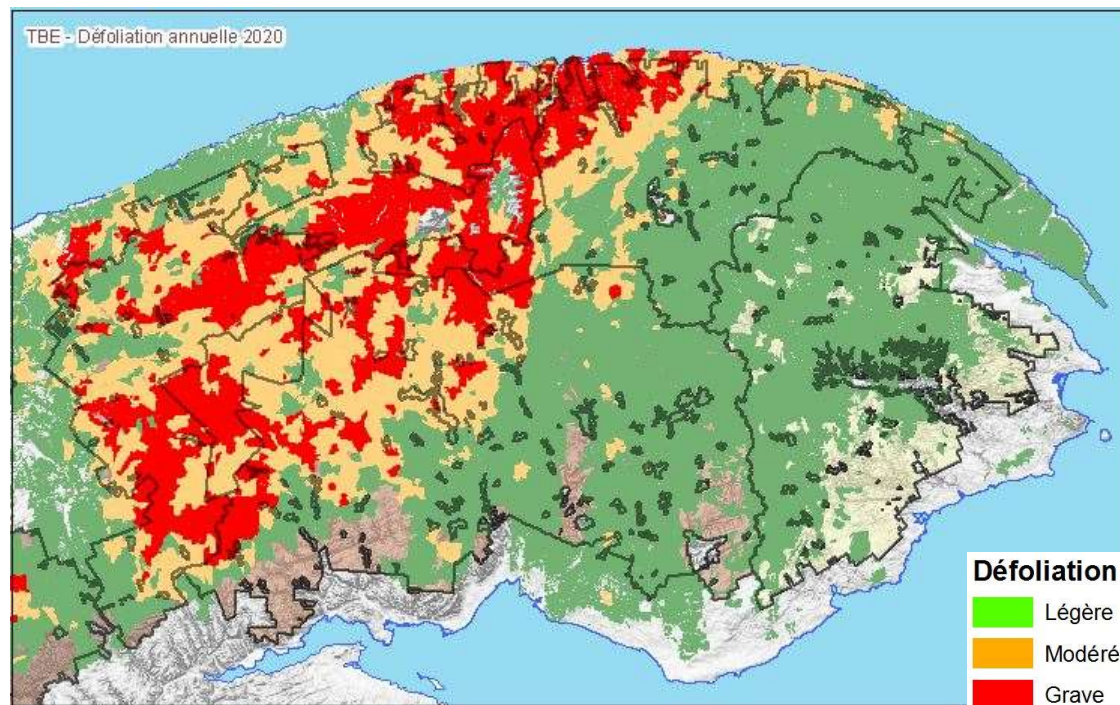 TBE - Défoliation annuelle 2020
Défoliation
Légère
Modéré
Grave